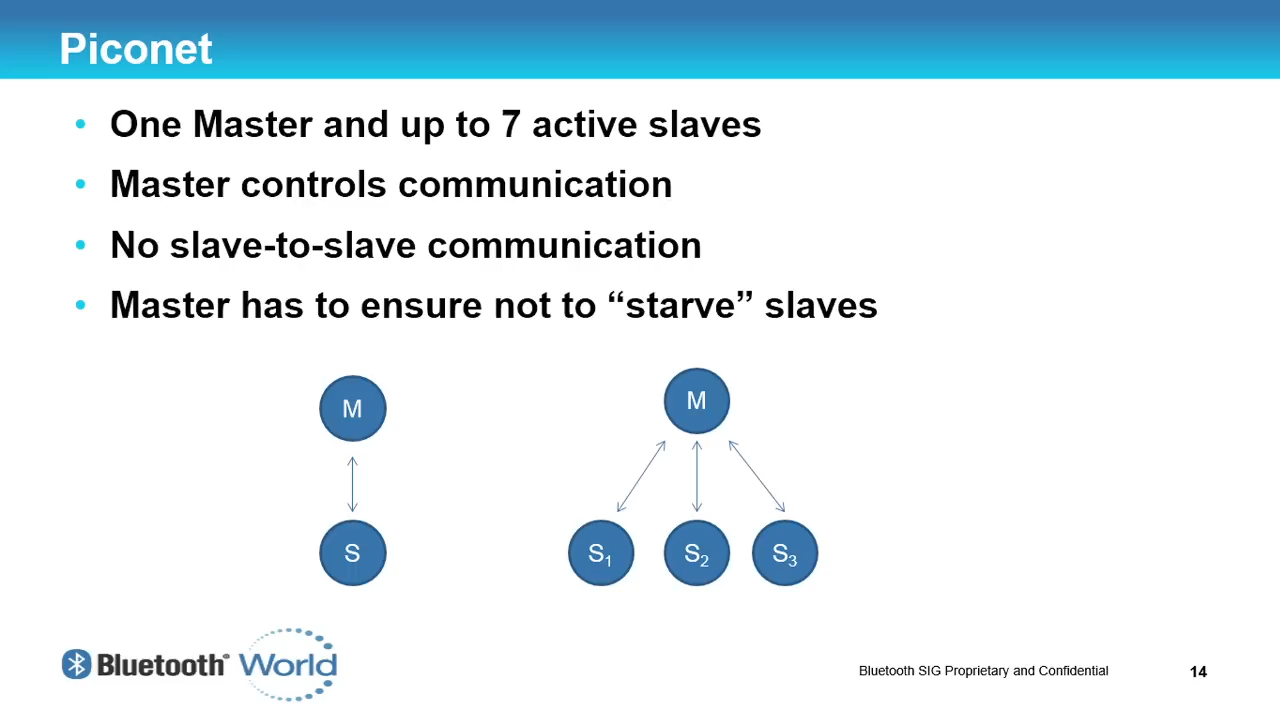 Piconet
• One Master and up to 7 active slaves
• Master controls communication
• No slave-to-slave communication
• Master has to ensure not to “starve” slaves
M
M
S
S1
S2
S3
Bluetooth® World
Bluetooth SIG Proprietary and Confidential
14